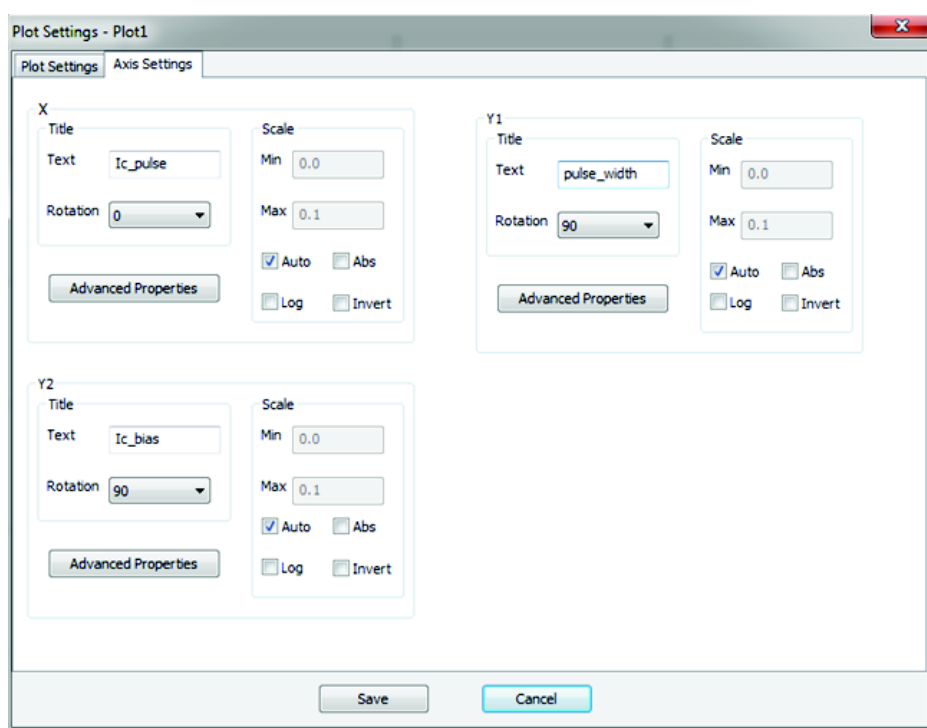 Plot Settings - Plot1
Plot Settings Axis Settings
X
Title
Text Ic_pulse
Rotation 0
Advanced Properties
Scale
Min 0.0
Max 0.1
Auto Abs
Log Invert
Y1
Title
Text pulse_width
Rotation 90
Advanced Properties
Scale
Min 0.0
Max 0.1
Auto Abs
Log Invert
Y2
Title
Text Ic_bias
Rotation 90
Advanced Properties
Scale
Min 0.0
Max 0.1
Auto Abs
Log Invert
Save Cancel